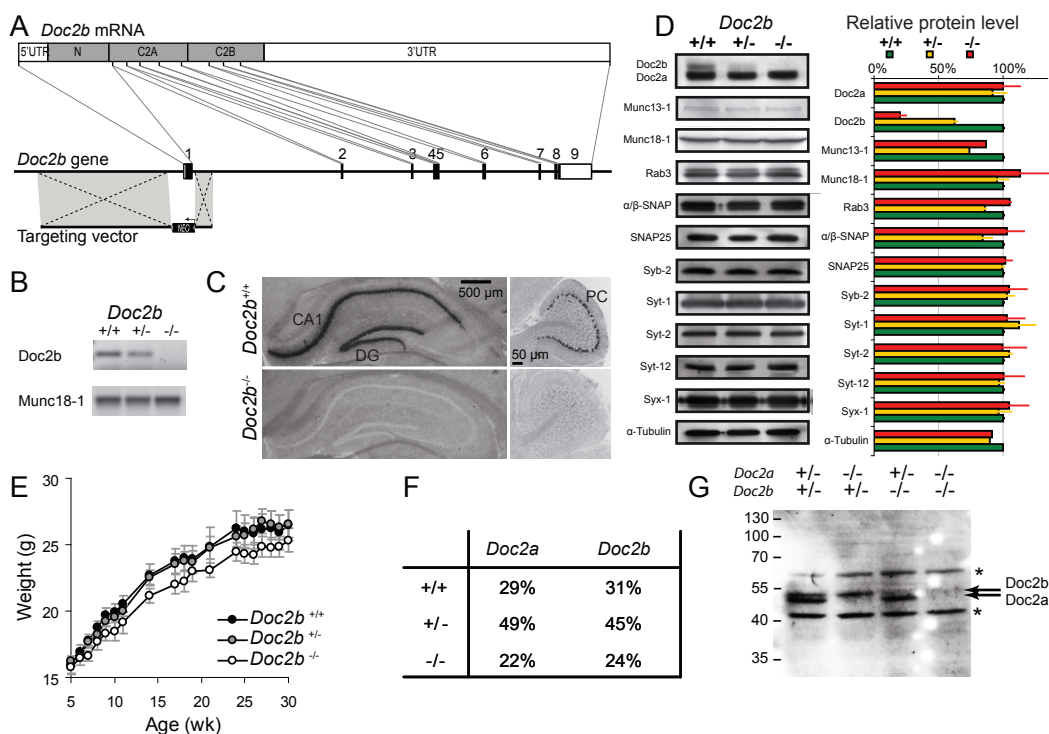 A
Doc2b mRNA
5'UTR N C2A C2B 3'UTR
Doc2b gene
1 2 3 4 5 6 7 8 9
NEO
Targeting vector
B
Doc2b
+/+ +/- -/-
Doc2b
Munc18-1
C
Doc2b+/+
Doc2b-/-
CA1
DG
500 µm
PC
50 µm
D
Doc2b
+/+ +/- -/-
Doc2b
Doc2a
Munc13-1
Munc18-1
Rab3
α/β-SNAP
SNAP25
Syb-2
Syt-1
Syt-2
Syt-12
Syx-1
α-Tubulin
Relative protein level
+/+ +/- -/-
0% 50% 100%
Doc2a
Doc2b
Munc13-1
Munc18-1
Rab3
α/β-SNAP
SNAP25
Syb-2
Syt-1
Syt-2
Syt-12
Syx-1
α-Tubulin
E
Weight (g)
30
25
20
15
5 10 15 20 25 30
Age (wk)
Doc2b +/+
Doc2b +/-
Doc2b -/-
F
Doc2a Doc2b
+/+ 29% 31%
+/- 49% 45%
-/- 22% 24%
G
Doc2a +/- -/- +/- -/-
Doc2b +/- +/- -/- -/-
130
100
70
55
40
35
*
Doc2b
Doc2a
*